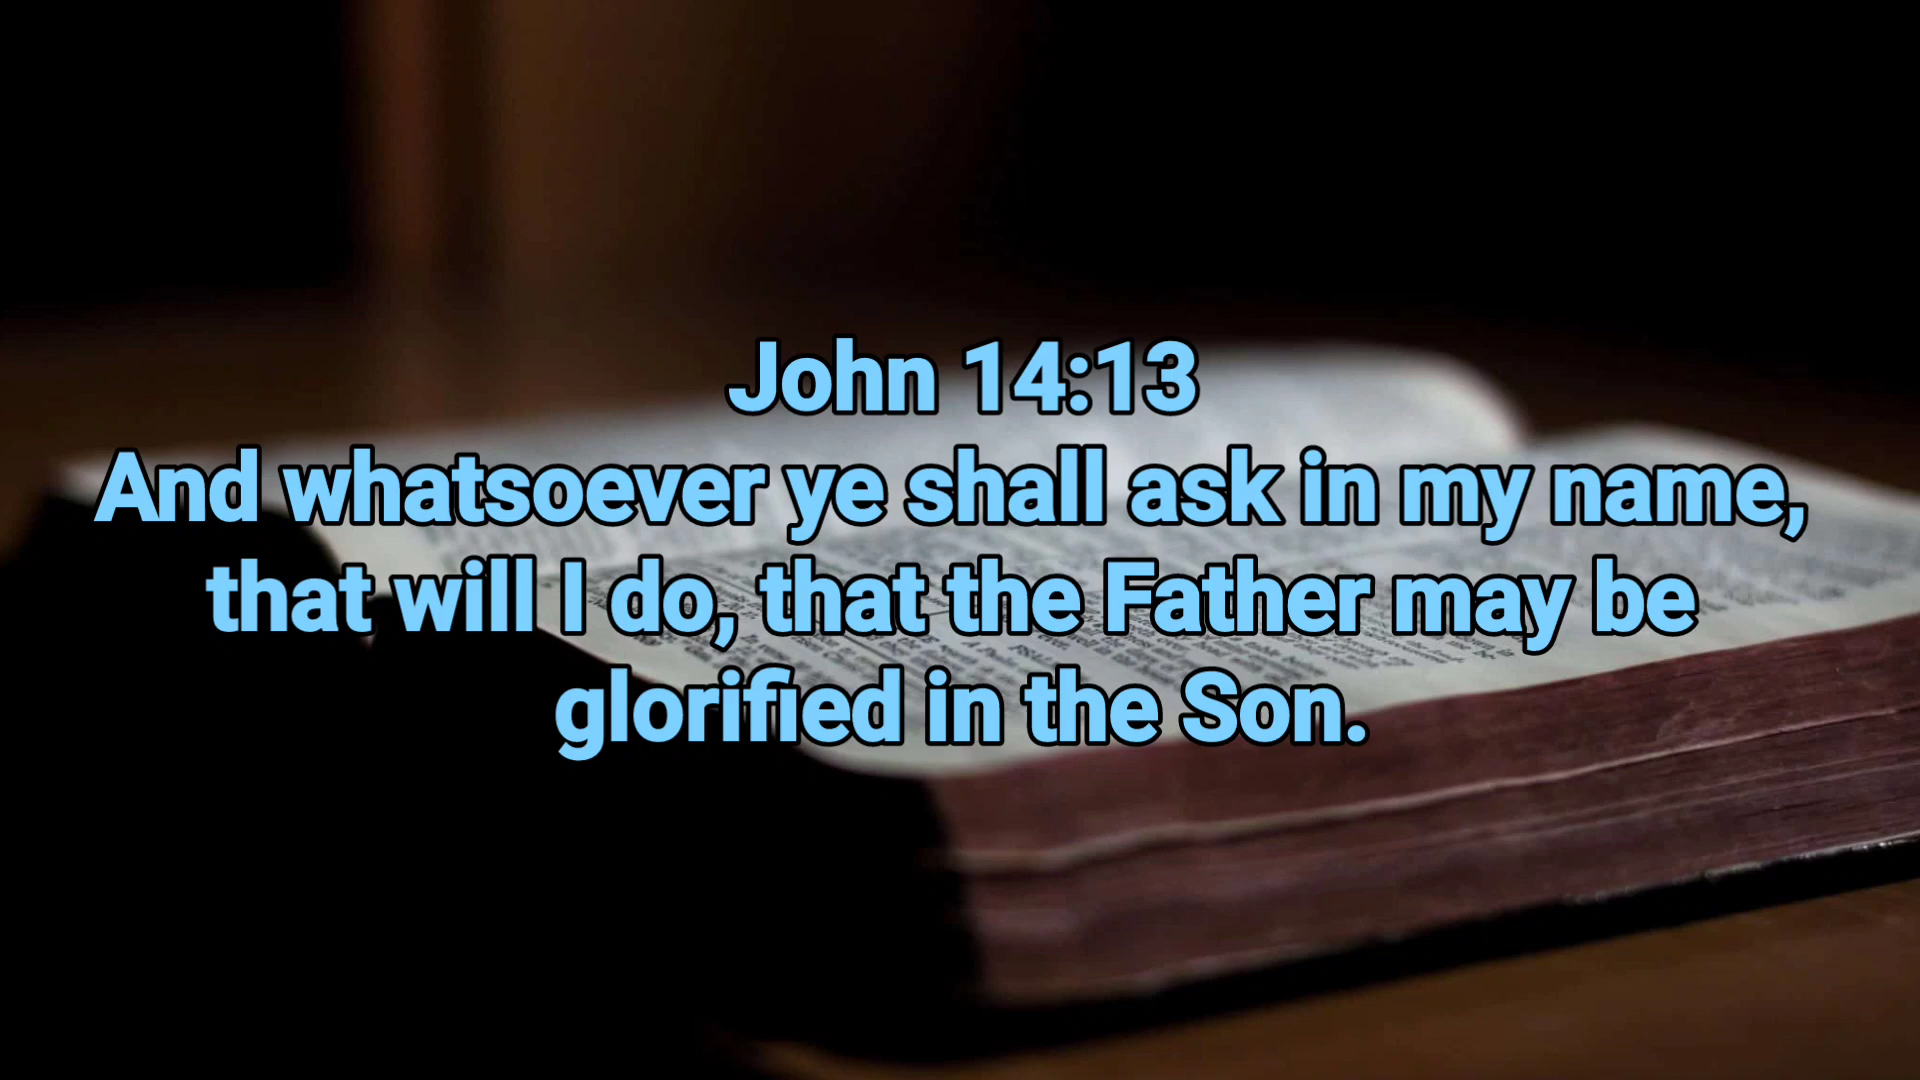 John 14:13
And whatsoever ye shall ask in my name,
that will I do, that the Father may be
glorified in the Son.